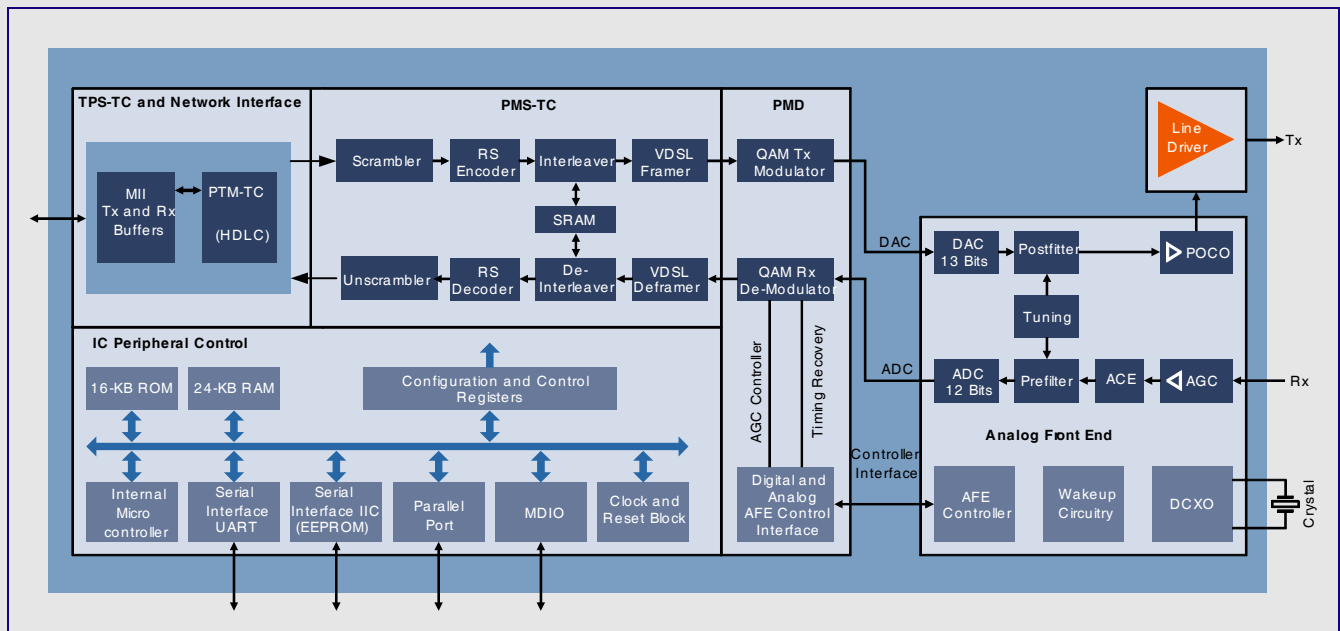 TPS-TC and Network Interface
PMS-TC
PMD
Line
Driver
Tx
Scrambler
RS
Encoder
Interleaver
VDSL
Framer
QAM Tx
Modulator
MII
Tx and Rx
Buffers
PTM-TC
(HDLC)
SRAM
DAC
DAC
13 Bits
Postfitter
POCO
Unscrambler
RS
Decoder
De-
Interleaver
VDSL
Deframer
QAM Rx
De-Modulator
Tuning
IC Peripheral Control
AGC Controller
Timing Recovery
ADC
ADC
12 Bits
Prefilter
ACE
AGC
Rx
16-KB ROM
24-KB RAM
Configuration and Control
Registers
Analog Front End
Controller
Interface
Internal
Micro
controller
Serial
Interface
UART
Serial
Interface IIC
(EEPROM)
Parallel
Port
MDIO
Clock and
Reset Block
Digital and
Analog
AFE Control
Interface
AFE
Controller
Wakeup
Circuitry
DCXO
Crystal